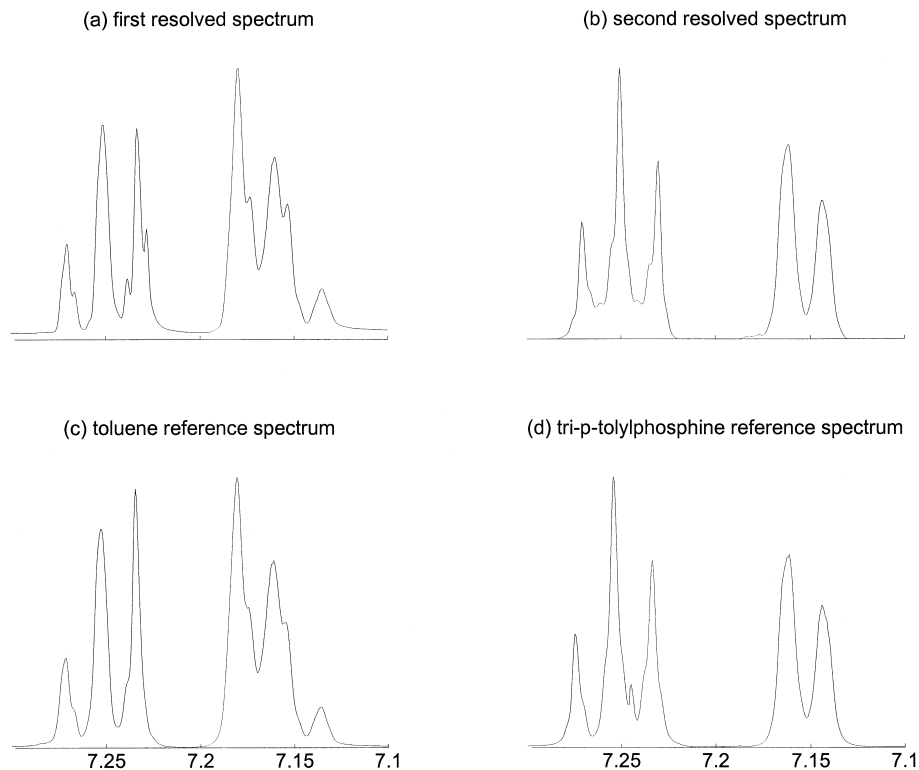 (a) first resolved spectrum
(b) second resolved spectrum
(c) toluene reference spectrum
(d) tri-p-tolylphosphine reference spectrum
7.25 7.2 7.15 7.1
7.25 7.2 7.15 7.1